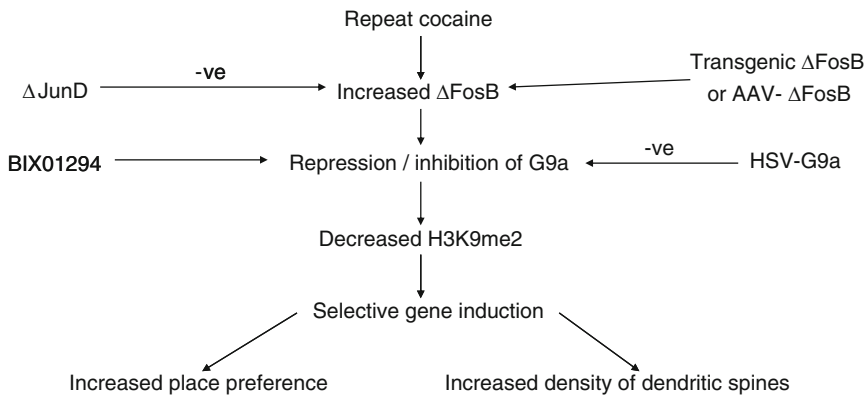 Repeat cocaine
-ve
Transgenic ΔFosB
or AAV- ΔFosB
ΔJunD
Increased ΔFosB
BIX01294
Repression / inhibition of G9a
-ve
HSV-G9a
Decreased H3K9me2
Selective gene induction
Increased place preference
Increased density of dendritic spines